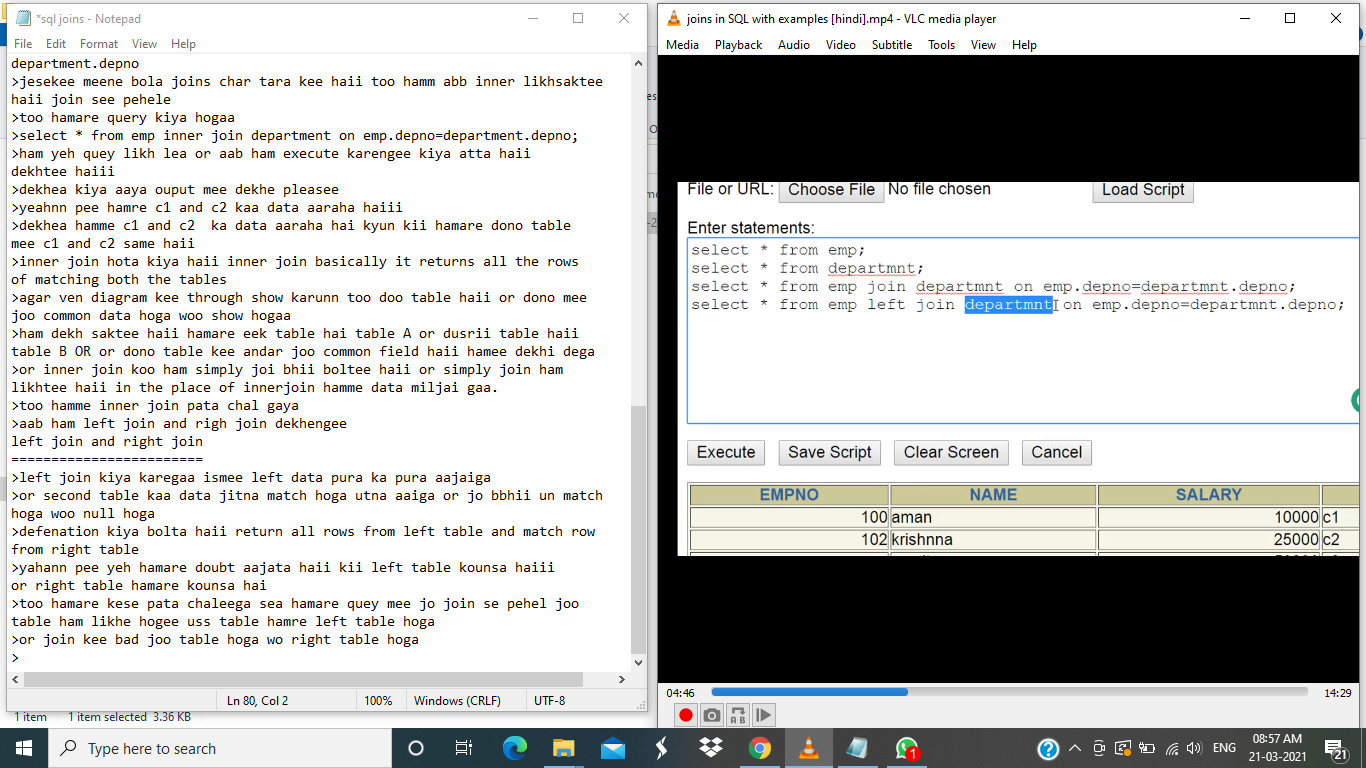 *sql joins - Notepad
File Edit Format View Help
department.depno
>jesekee meene bola joins char tara kee haii too hamm abb inner likhsaktee
haii join see pehele
>too hamare query kiya hogaa
>select * from emp inner join department on emp.depno=department.depno;
>ham yeh quey likh lea or aab ham execute karengee kiya atta haii
dekhtee haiii
>dekhea kiya aaya ouput mee dekhe pleasee
>yeahnn pee hamre c1 and c2 kaa data aaraha haiii
>dekhea hamme c1 and c2  ka data aaraha hai kyun kii hamare dono table
mee c1 and c2 same haii
>inner join hota kiya haii inner join basically it returns all the rows
of matching both the tables
>agar ven diagram kee through show karunn too doo table haii or dono mee
joo common data hoga woo show hogaa
>ham dekh saktee haii hamare eek table hai table A or dusrii table haii
table B OR or dono table kee andar joo common field haii hamee dekhi dega
>or inner join koo ham simply joi bhii boltee haii or simply join ham
likhtee haii in the place of innerjoin hamme data miljai gaa.
>too hamme inner join pata chal gaya
>aab ham left join and righ join dekhengee
left join and right join
========================
>left join kiya karegaa ismee left data pura ka pura aajaiga
>or second table kaa data jitna match hoga utna aaiga or jo bbhii un match
hoga woo null hoga
>defenation kiya bolta haii return all rows from left table and match row
from right table
>yahann pee yeh hamare doubt aajata haii kii left table kounsa haiii
or right table hamare kounsa hai
>too hamare kese pata chaleega sea hamare quey mee jo join se pehel joo
table ham likhe hogee uss table hamre left table hoga
>or join kee bad joo table hoga wo right table hoga
>
Ln 80, Col 2 100% Windows (CRLF) UTF-8
1 item 1 item selected 3.36 KB
joins in SQL with examples [hindi].mp4 - VLC media player
Media Playback Audio Video Subtitle Tools View Help
File or URL: Choose File No file chosen Load Script
Enter statements:
select * from emp;
select * from departmnt;
select * from emp join departmnt on emp.depno=departmnt.depno;
select * from emp left join departmnt on emp.depno=departmnt.depno;
Execute Save Script Clear Screen Cancel
EMPNO NAME SALARY
100 aman 10000 c1
102 krishnna 25000 c2
04:46 14:29
Type here to search
1
ENG
08:57 AM
21-03-2021
21